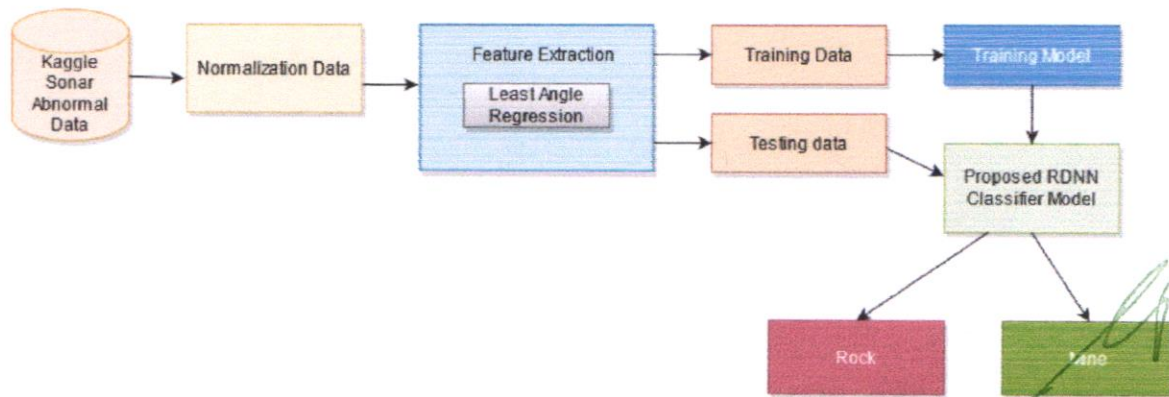 Kaggle
Sonar
Abnormal
Data
Normalization Data
Feature Extraction
Least Angle
Regression
Training Data
Testing data
Training Model
Proposed RDNN
Classifier Model
Rock
Mine